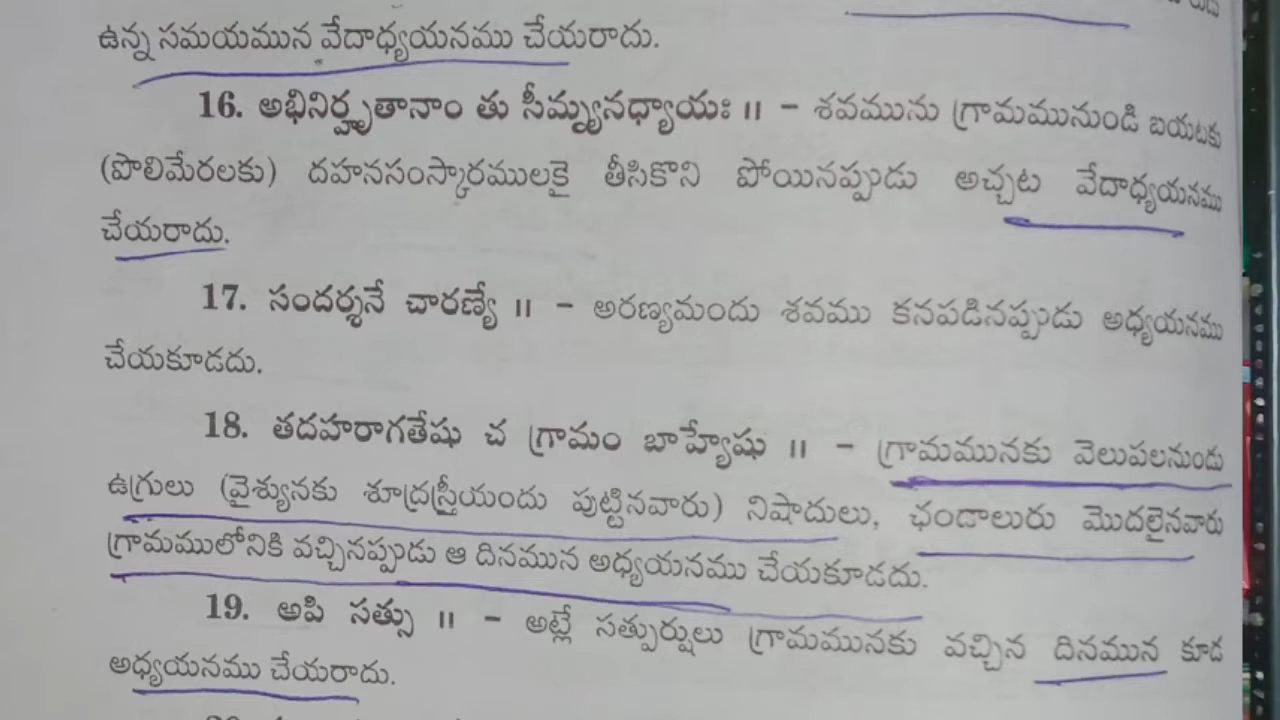 ఉన్న సమయమున వేదాధ్యయనము చేయరాదు.
16. అభినిర్హృతానాం తు సీమ్న్యనధ్యాయః ॥ – శవమును గ్రామమునుండి బయటకు
(పొలిమేరలకు) దహనసంస్కారములకై తీసికొని పోయినప్పుడు అచ్చట వేదాధ్యయనము
చేయరాదు.
17. సందర్శనే చారణ్యే ॥ – అరణ్యమందు శవము కనపడినప్పుడు అధ్యయనము
చేయకూడదు.
18. తదహరాగతేషు చ గ్రామం బాహ్యేషు ॥ – గ్రామమునకు వెలుపలనుండు
ఉగ్రులు (వైశ్యునకు శూద్రస్త్రీయందు పుట్టినవారు) నిషాదులు, ఛండాలురు మొదలైనవారు
గ్రామములోనికి వచ్చినప్పుడు ఆ దినమున అధ్యయనము చేయకూడదు.
19. అపి సత్సు ॥ – అట్లే సత్పుర్షులు గ్రామమునకు వచ్చిన దినమున కూడ
అధ్యయనము చేయరాదు.